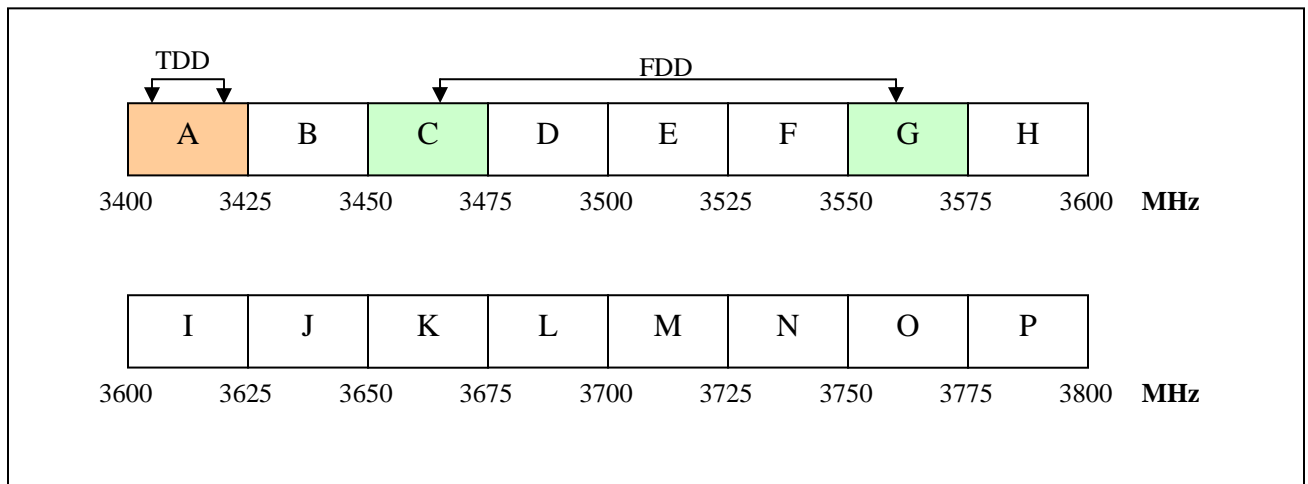 TDD
FDD
A B C D E F G H
3400 3425 3450 3475 3500 3525 3550 3575 3600 MHz
I J K L M N O P
3600 3625 3650 3675 3700 3725 3750 3775 3800 MHz